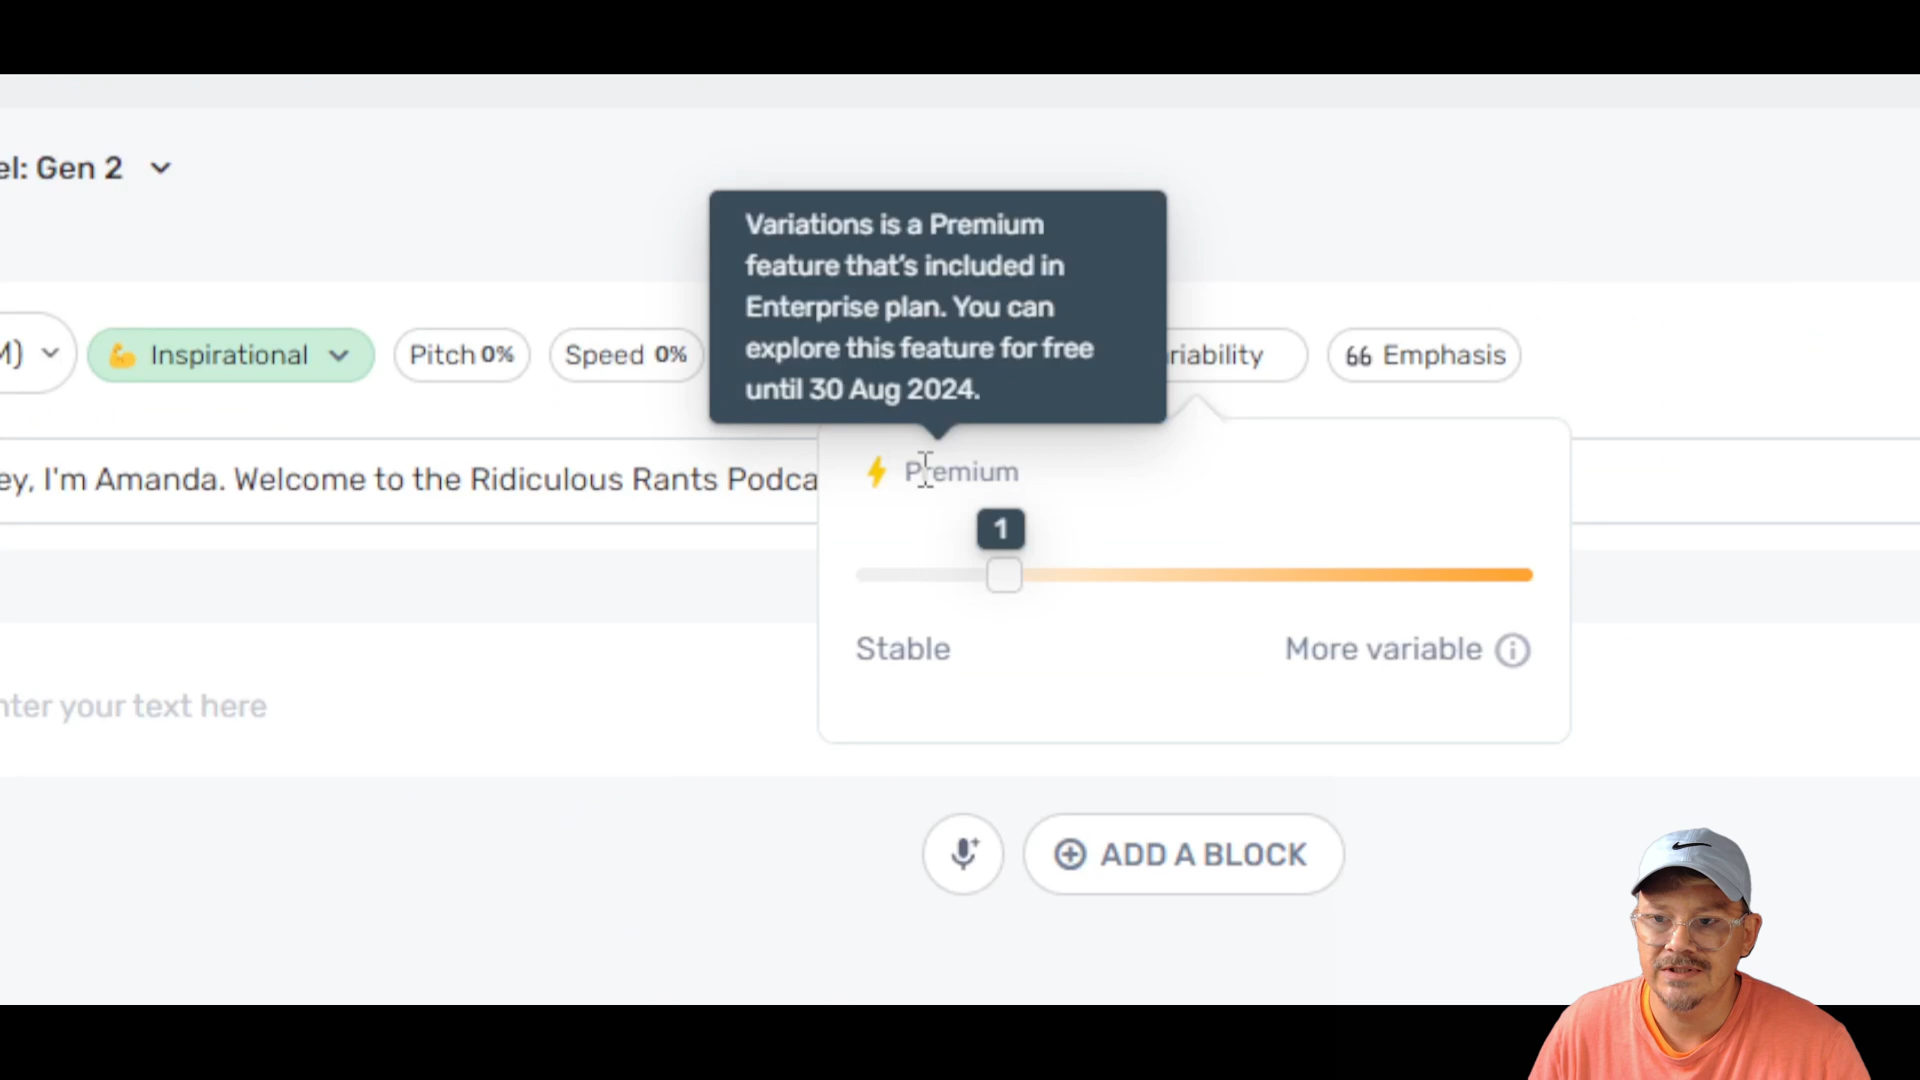 el: Gen 2
Variations is a Premium
feature that's included in
Enterprise plan. You can
explore this feature for free
until 30 Aug 2024.
M) Inspirational Pitch 0% Speed 0% riability 66 Emphasis
ey, I'm Amanda. Welcome to the Ridiculous Rants Podca
Premium
1
Stable More variable
nter your text here
ADD A BLOCK